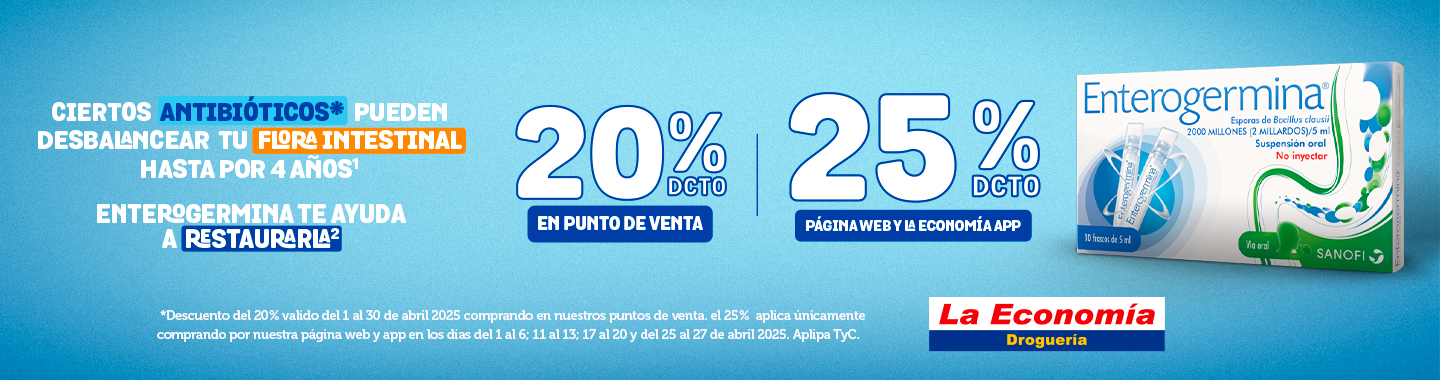 CIERTOS ANTIBIÓTICOS* PUEDEN
DESBALANCEAR TU FLORA INTESTINAL
HASTA POR 4 AÑOS¹
ENTEROGERMINA TE AYUDA
A RESTAURARLA²
20% DCTO
EN PUNTO DE VENTA
25% DCTO
PÁGINA WEB Y LA ECONOMÍA APP
Enterogermina®
Esporas de Bacillus clausii
2000 MILLONES (2 MILLARDOS)/5 ml
Suspensión oral
No inyectar
Enterogermina
Enterogermina
10 frascos de 5 ml
Vía oral
SANOFI
Enterogermina
*Descuento del 20% valido del 1 al 30 de abril 2025 comprando en nuestros puntos de venta. el 25% aplica únicamente
comprando por nuestra página web y app en los días del 1 al 6; 11 al 13; 17 al 20 y del 25 al 27 de abril 2025. Aplipa TyC.
La Economía
Droguería